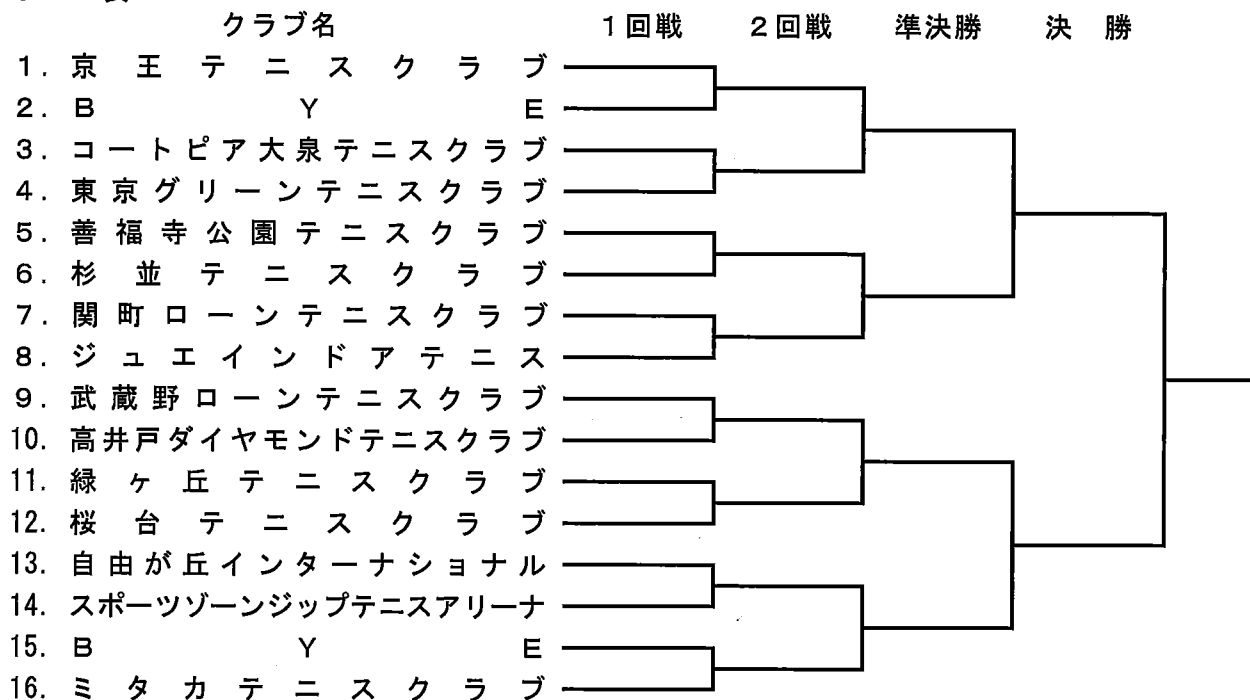 クラブ名 1回戦 2回戦 準決勝 決勝
1. 京王テニスクラブ
2. BYE
3. コートピア大泉テニスクラブ
4. 東京グリーンテニスクラブ
5. 善福寺公園テニスクラブ
6. 杉並テニスクラブ
7. 関町ローンテニスクラブ
8. ジュエインドアテニス
9. 武蔵野ローンテニスクラブ
10. 高井戸ダイヤモンドテニスクラブ
11. 緑ヶ丘テニスクラブ
12. 桜台テニスクラブ
13. 自由が丘インターナショナル
14. スポーツゾーンジップテニスアリーナ
15. BYE
16. ミタカテニスクラブ